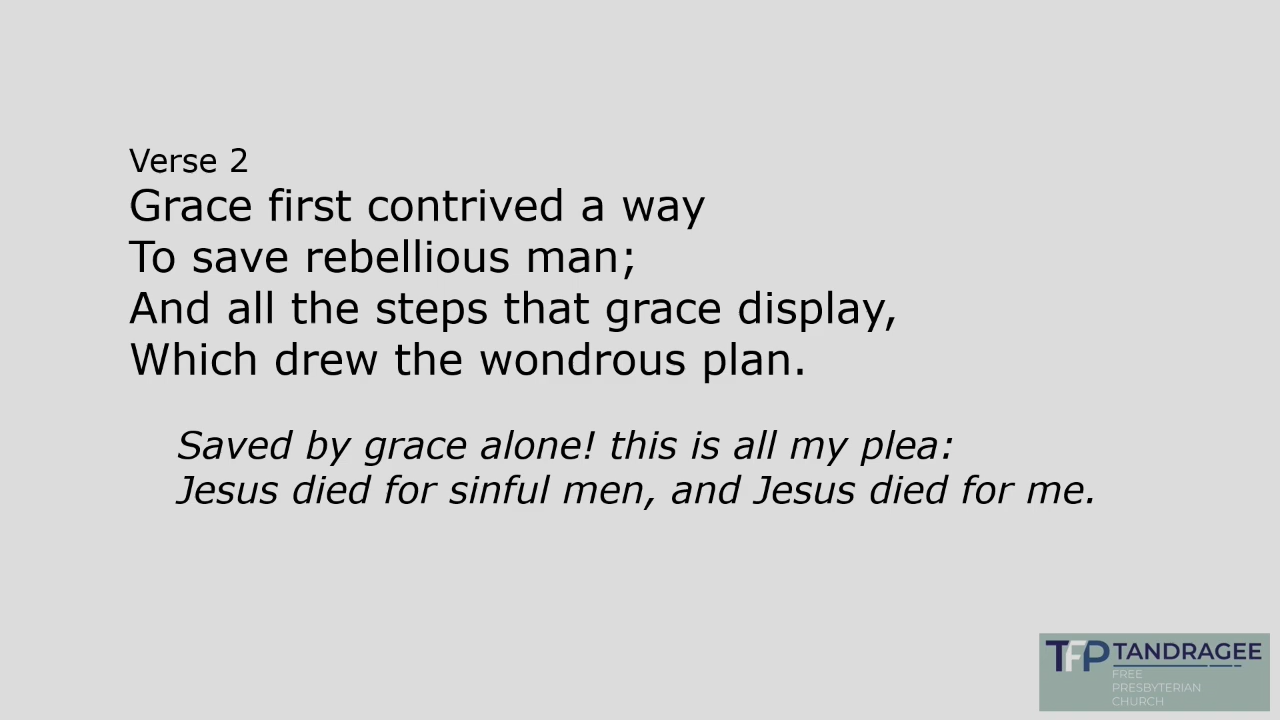 Verse 2
Grace first contrived a way
To save rebellious man;
And all the steps that grace display,
Which drew the wondrous plan.
Saved by grace alone! this is all my plea:
Jesus died for sinful men, and Jesus died for me.
TFP TANDRAGEE
FREE
PRESBYTERIAN
CHURCH